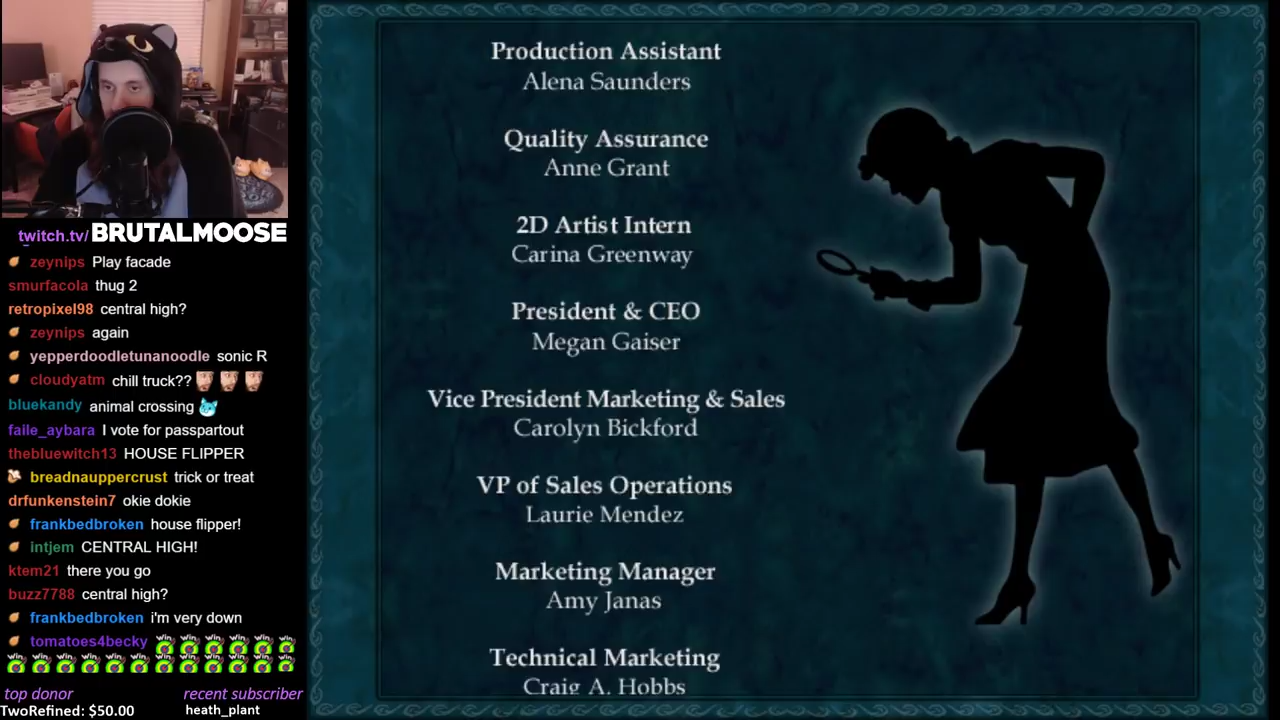 twitch.tv/BRUTALMOOSE
zeynips Play facade
smurfacola thug 2
retropixel98 central high?
zeynips again
yepperdoodletunanoodle sonic R
cloudyatm chill truck??
bluekandy animal crossing
faile_aybara I vote for passpartout
thebluewitch13 HOUSE FLIPPER
breadnauppercrust trick or treat
drfunkenstein7 okie dokie
frankbedbroken house flipper!
intjem CENTRAL HIGH!
ktem21 there you go
buzz7788 central high?
frankbedbroken i'm very down
tomatoes4becky
top donor
TwoRefined: $50.00
recent subscriber
heath_plant
Production Assistant
Alena Saunders
Quality Assurance
Anne Grant
2D Artist Intern
Carina Greenway
President & CEO
Megan Gaiser
Vice President Marketing & Sales
Carolyn Bickford
VP of Sales Operations
Laurie Mendez
Marketing Manager
Amy Janas
Technical Marketing
Craig A. Hobbs